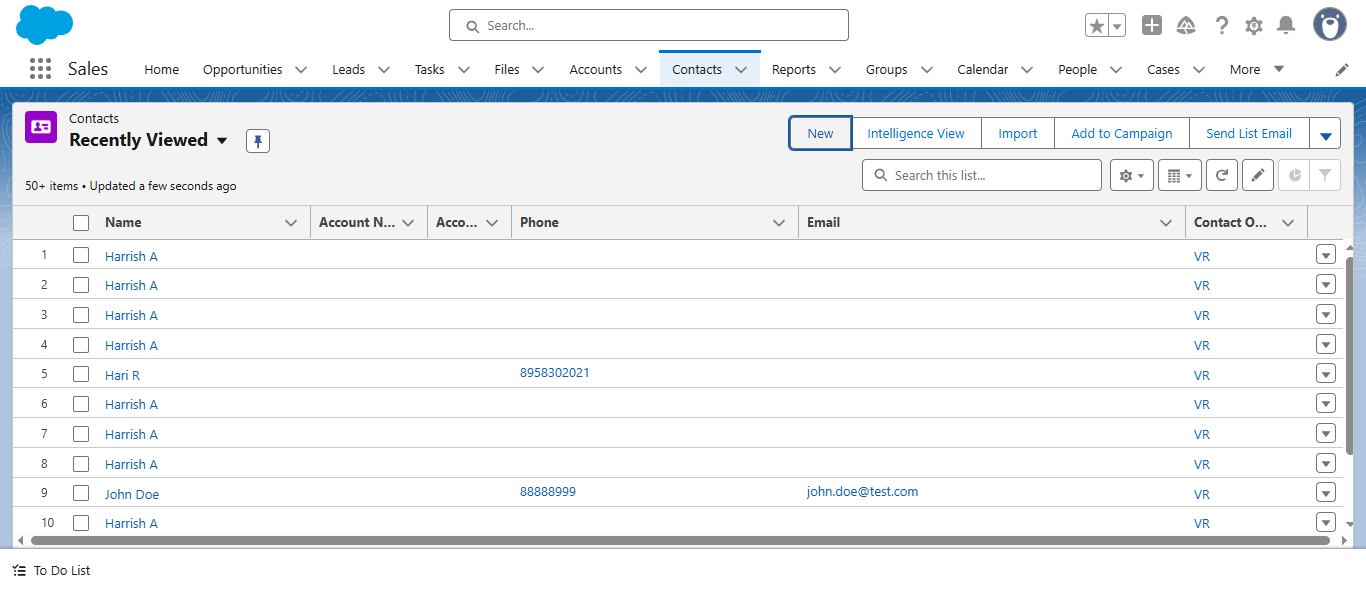 Search...
Sales
Home
Opportunities
Leads
Tasks
Files
Accounts
Contacts
Reports
Groups
Calendar
People
Cases
More
Contacts
Recently Viewed
New
Intelligence View
Import
Add to Campaign
Send List Email
50+ items • Updated a few seconds ago
Search this list...
Name Account N... Acco... Phone Email Contact O...
1 Harrish A VR
2 Harrish A VR
3 Harrish A VR
4 Harrish A VR
5 Hari R 8958302021 VR
6 Harrish A VR
7 Harrish A VR
8 Harrish A VR
9 John Doe 88888999 john.doe@test.com VR
10 Harrish A VR
To Do List